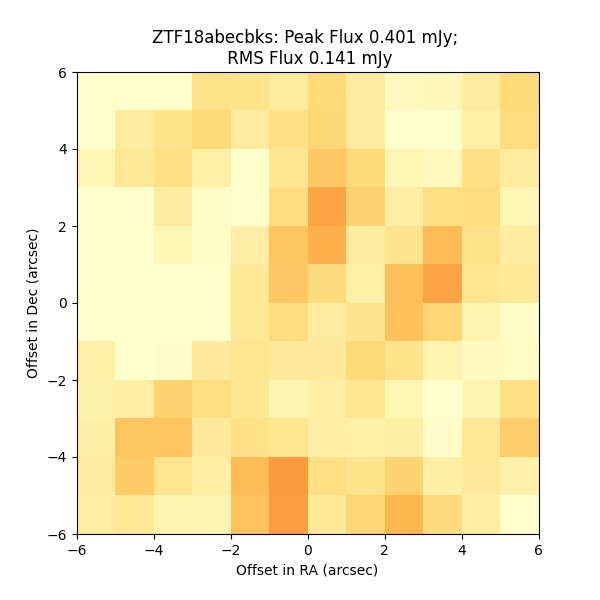 ZTF18abecbks: Peak Flux 0.401 mJy;
RMS Flux 0.141 mJy
6
4
2
0
−2
−4
−6
Offset in Dec (arcsec)
−6 −4 −2 0 2 4 6
Offset in RA (arcsec)